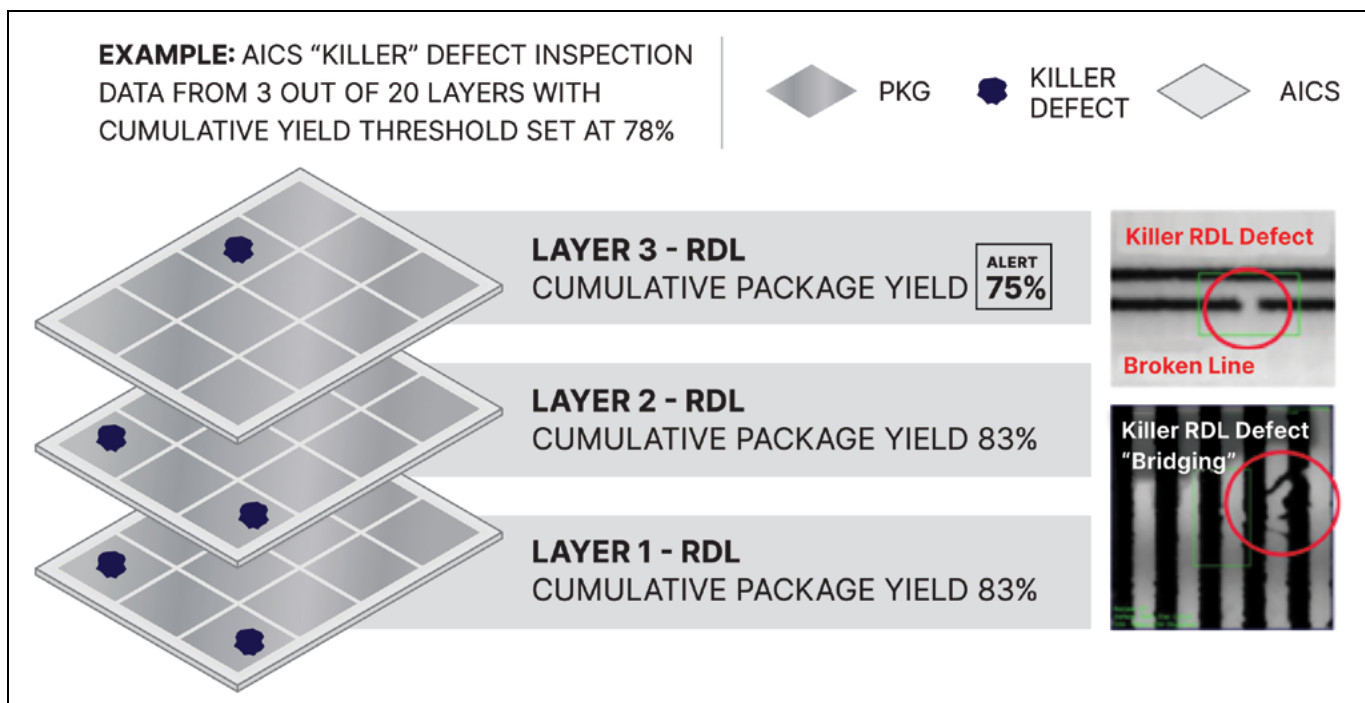 EXAMPLE: AICS “KILLER” DEFECT INSPECTION
DATA FROM 3 OUT OF 20 LAYERS WITH
CUMULATIVE YIELD THRESHOLD SET AT 78%
PKG
KILLER
DEFECT
AICS
LAYER 3 - RDL
CUMULATIVE PACKAGE YIELD
ALERT
75%
LAYER 2 - RDL
CUMULATIVE PACKAGE YIELD 83%
LAYER 1 - RDL
CUMULATIVE PACKAGE YIELD 83%
Killer RDL Defect
Broken Line
Killer RDL Defect
“Bridging”